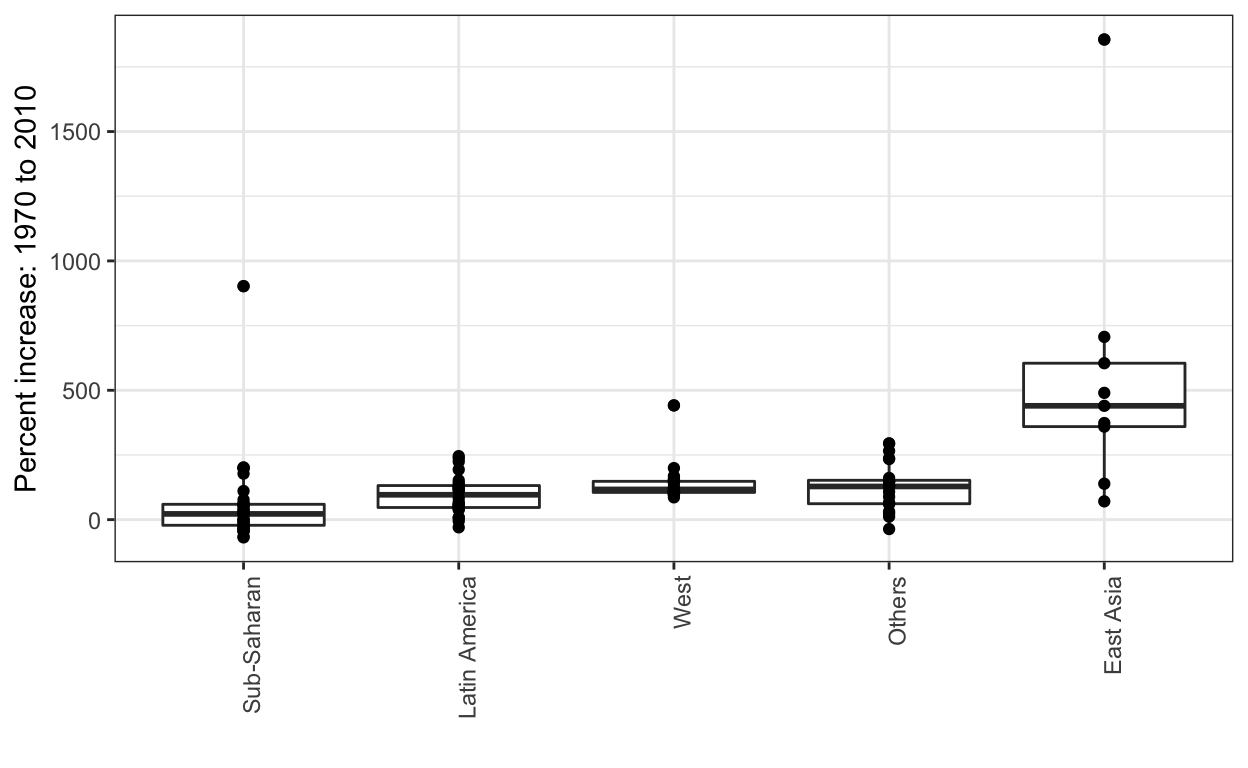 Percent increase: 1970 to 2010
1500
1000
500
0
Sub-Saharan
Latin America
West
Others
East Asia